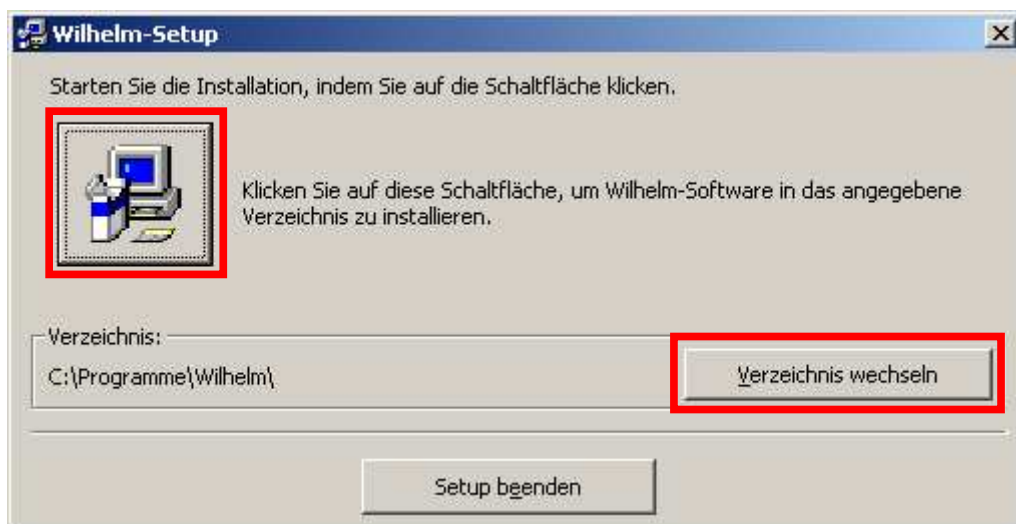 Wilhelm-Setup
Starten Sie die Installation, indem Sie auf die Schaltfläche klicken.
Klicken Sie auf diese Schaltfläche, um Wilhelm-Software in das angegebene
Verzeichnis zu installieren.
Verzeichnis:
C:\Programme\Wilhelm\
Verzeichnis wechseln
Setup beenden